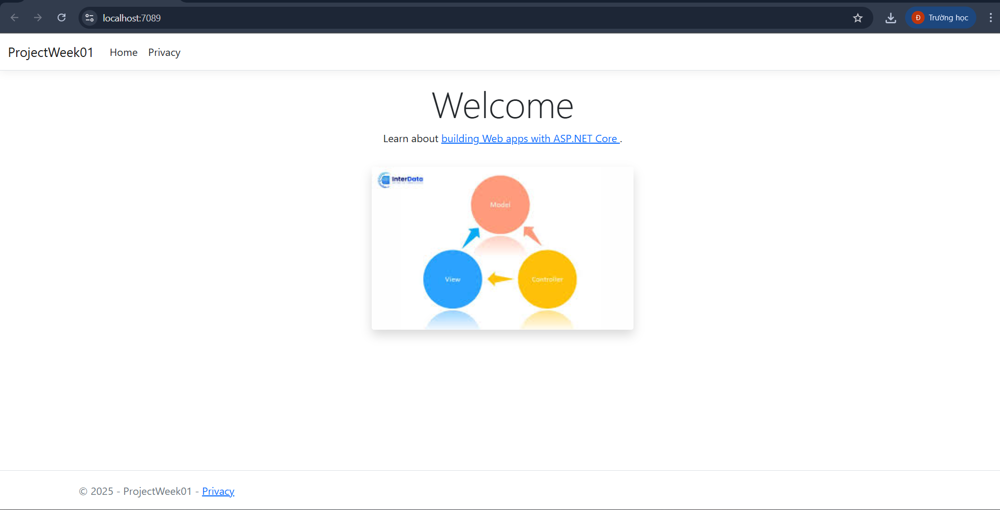 localhost:7089
Đ Trường học
ProjectWeek01 Home Privacy
Welcome
Learn about building Web apps with ASP.NET Core .
InterData
Model
View
Controller
© 2025 - ProjectWeek01 - Privacy